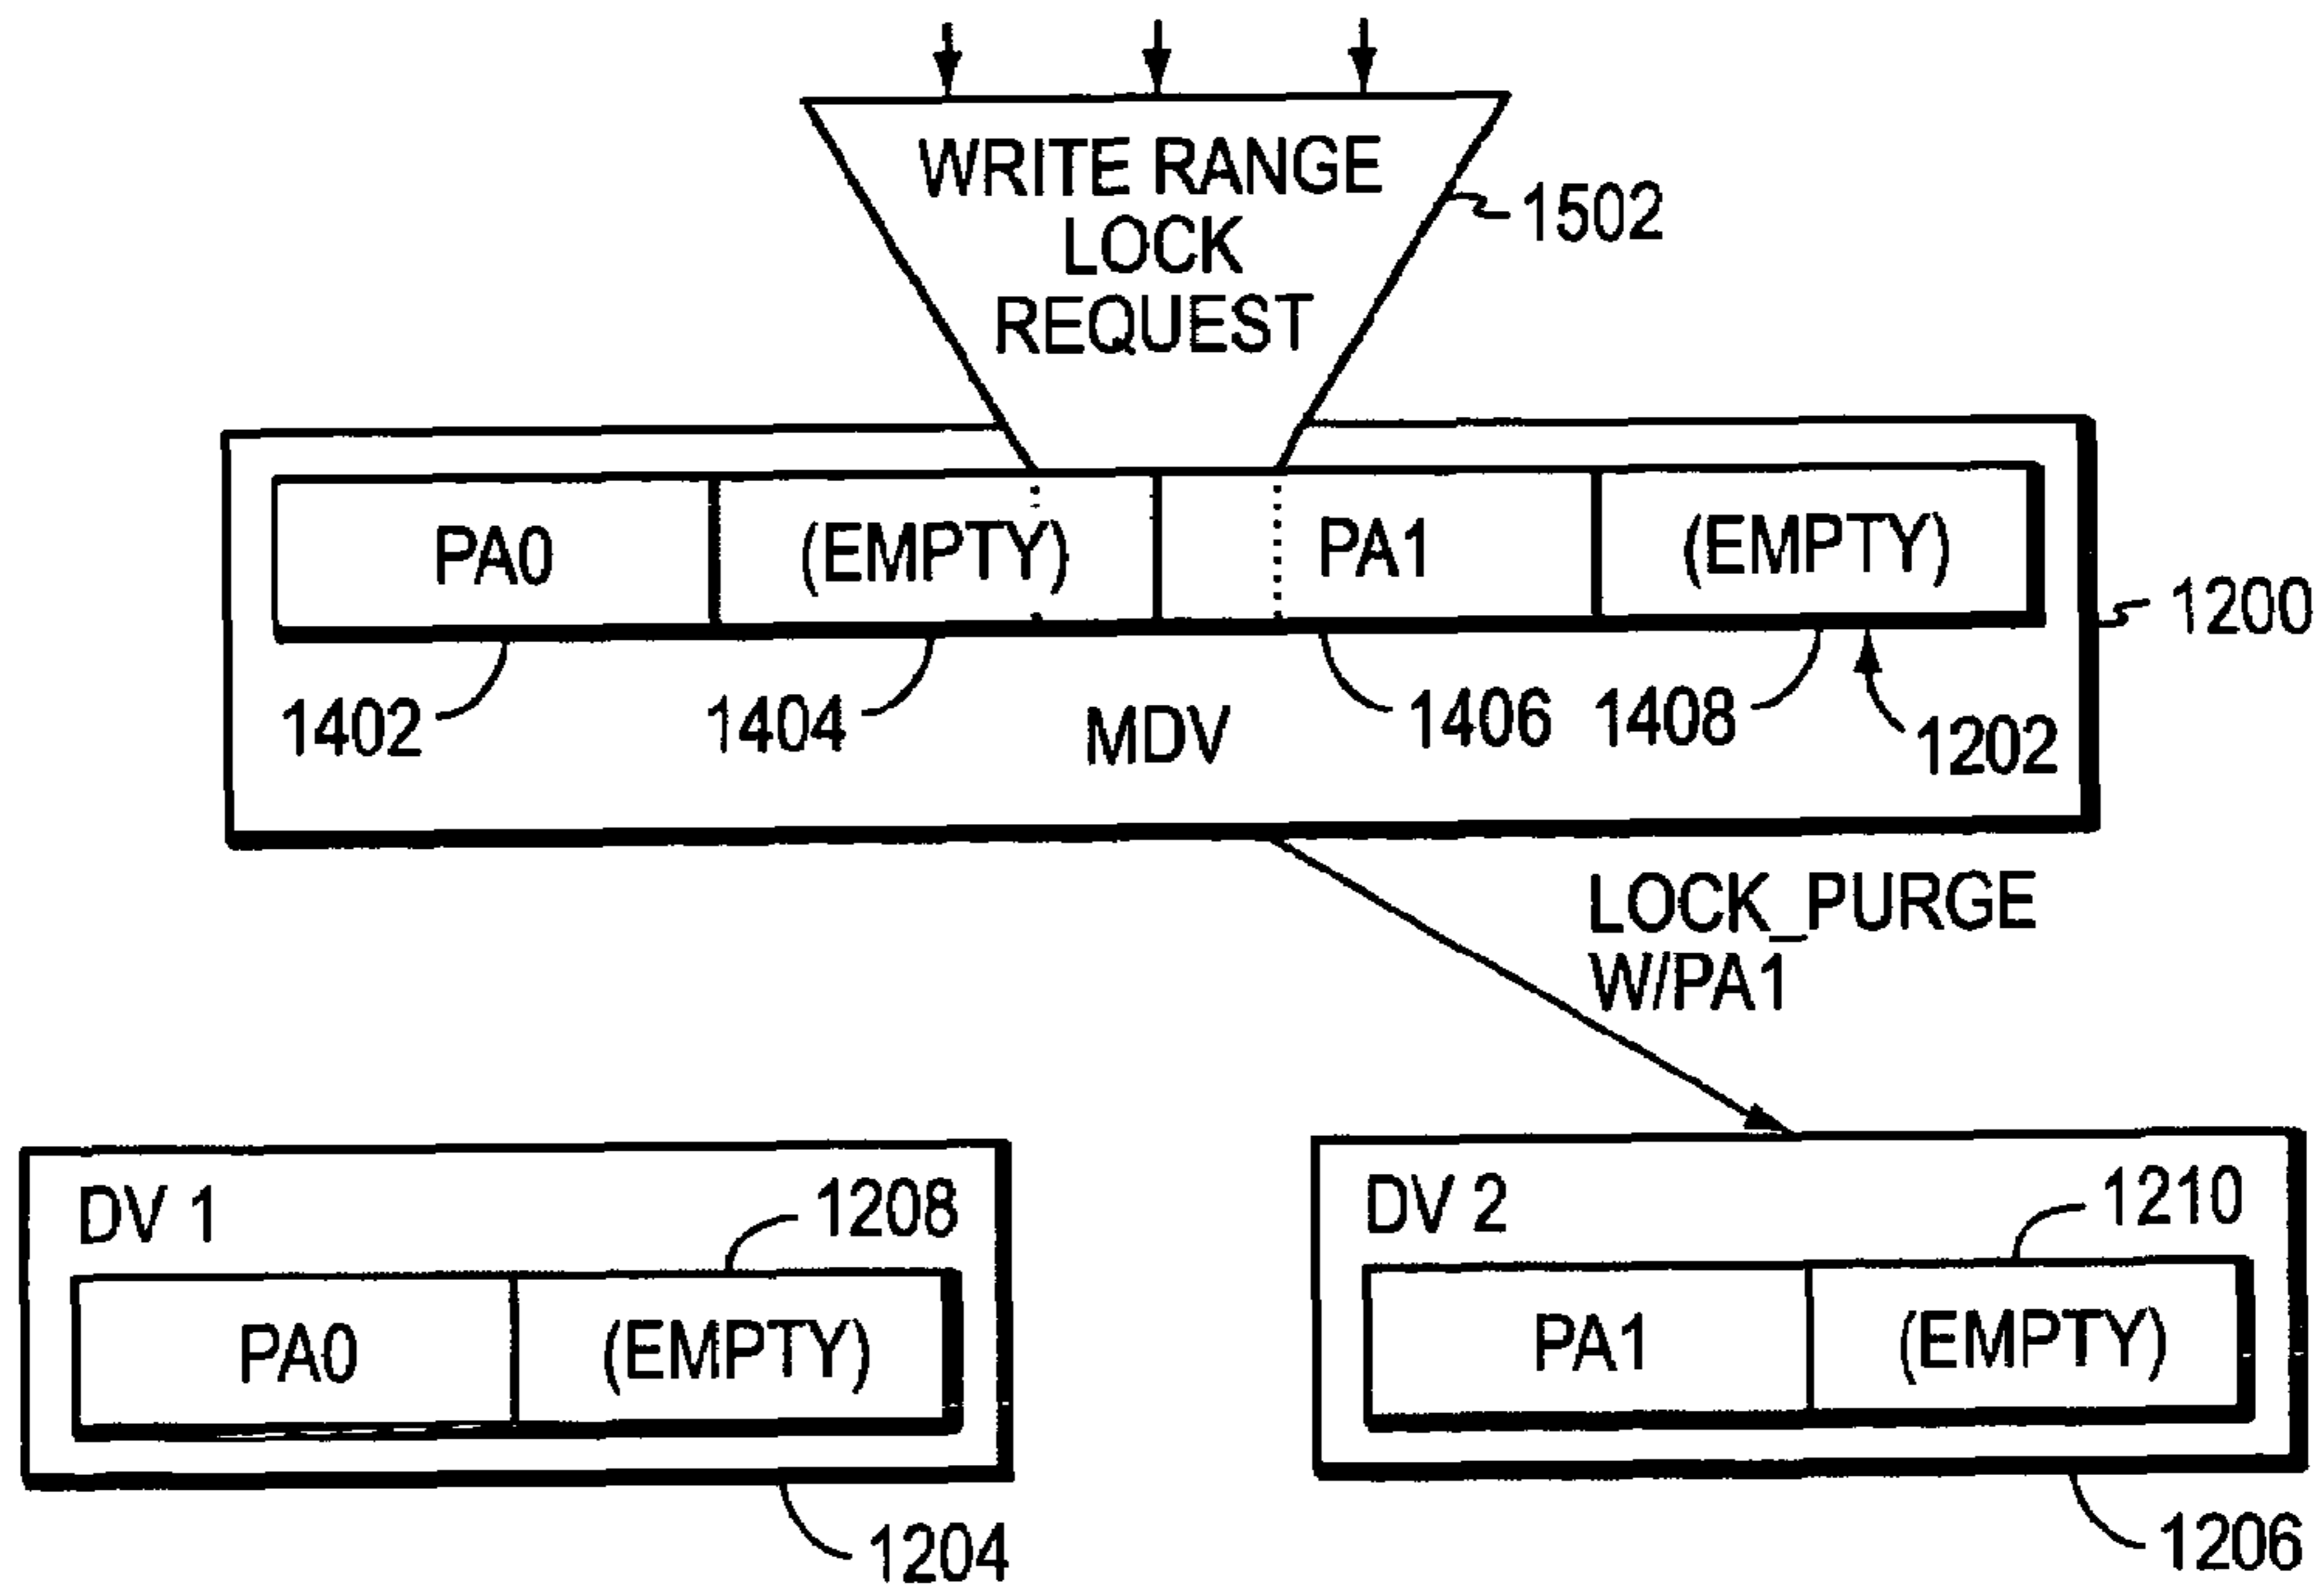 WRITE RANGE
LOCK
REQUEST
1502
PA0
(EMPTY)
PA1
(EMPTY)
1200
1402
1404
MDV
1406
1408
1202
LOCK_PURGE
W/PA1
DV 1
1208
PA0
(EMPTY)
1204
DV 2
1210
PA1
(EMPTY)
1206